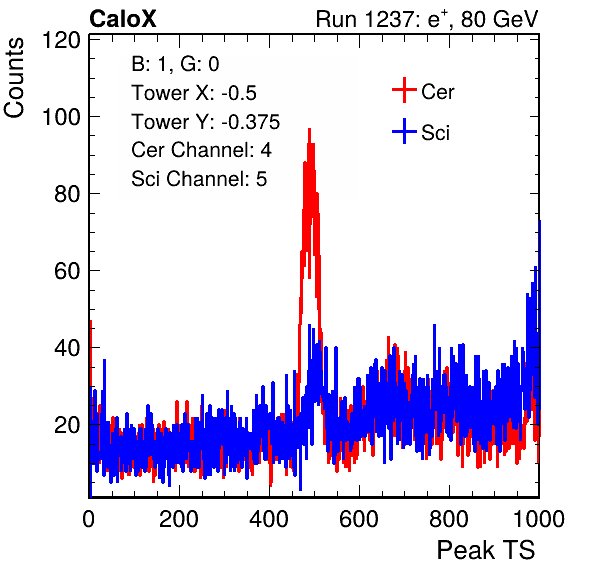 CaloX Run 1237: e⁺, 80 GeV
Counts
B: 1, G: 0
Tower X: -0.5
Tower Y: -0.375
Cer Channel: 4
Sci Channel: 5
Cer
Sci
120
100
80
60
40
20
0 200 400 600 800 1000
Peak TS